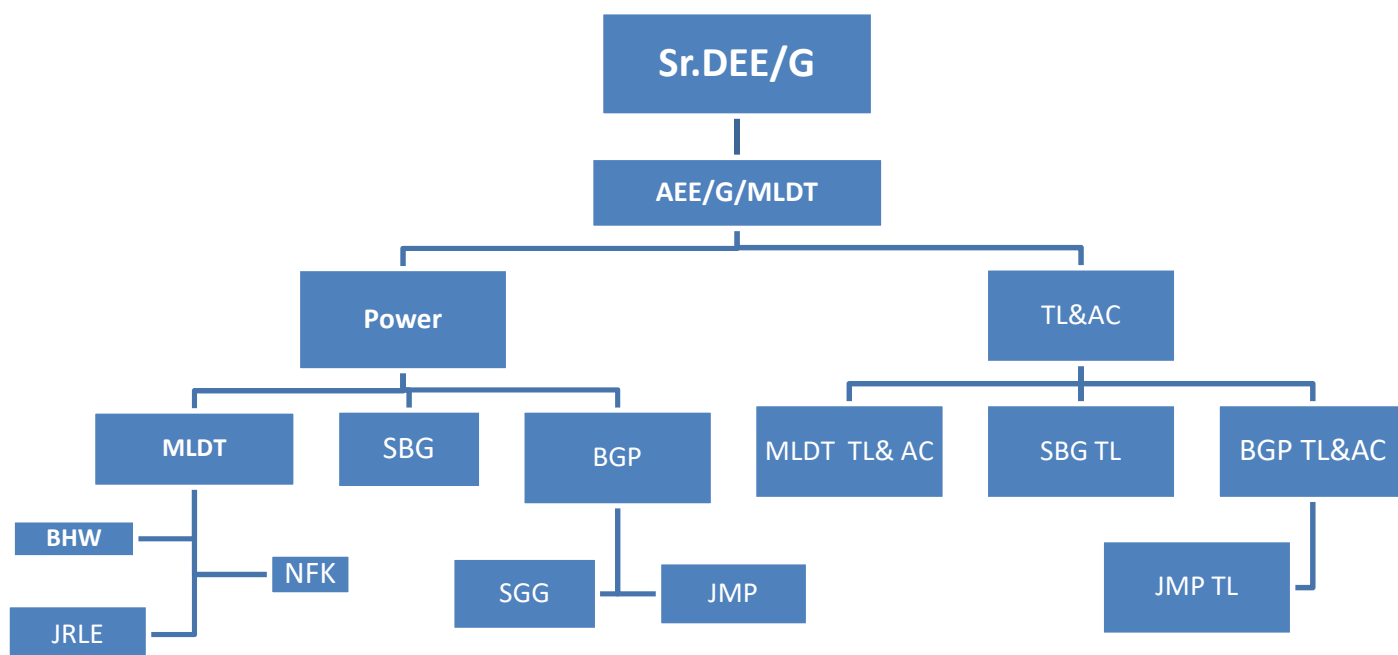 Sr.DEE/G
AEE/G/MLDT
Power
TL&AC
MLDT
SBG
BGP
MLDT  TL& AC
SBG TL
BGP TL&AC
BHW
NFK
JRLE
SGG
JMP
JMP TL